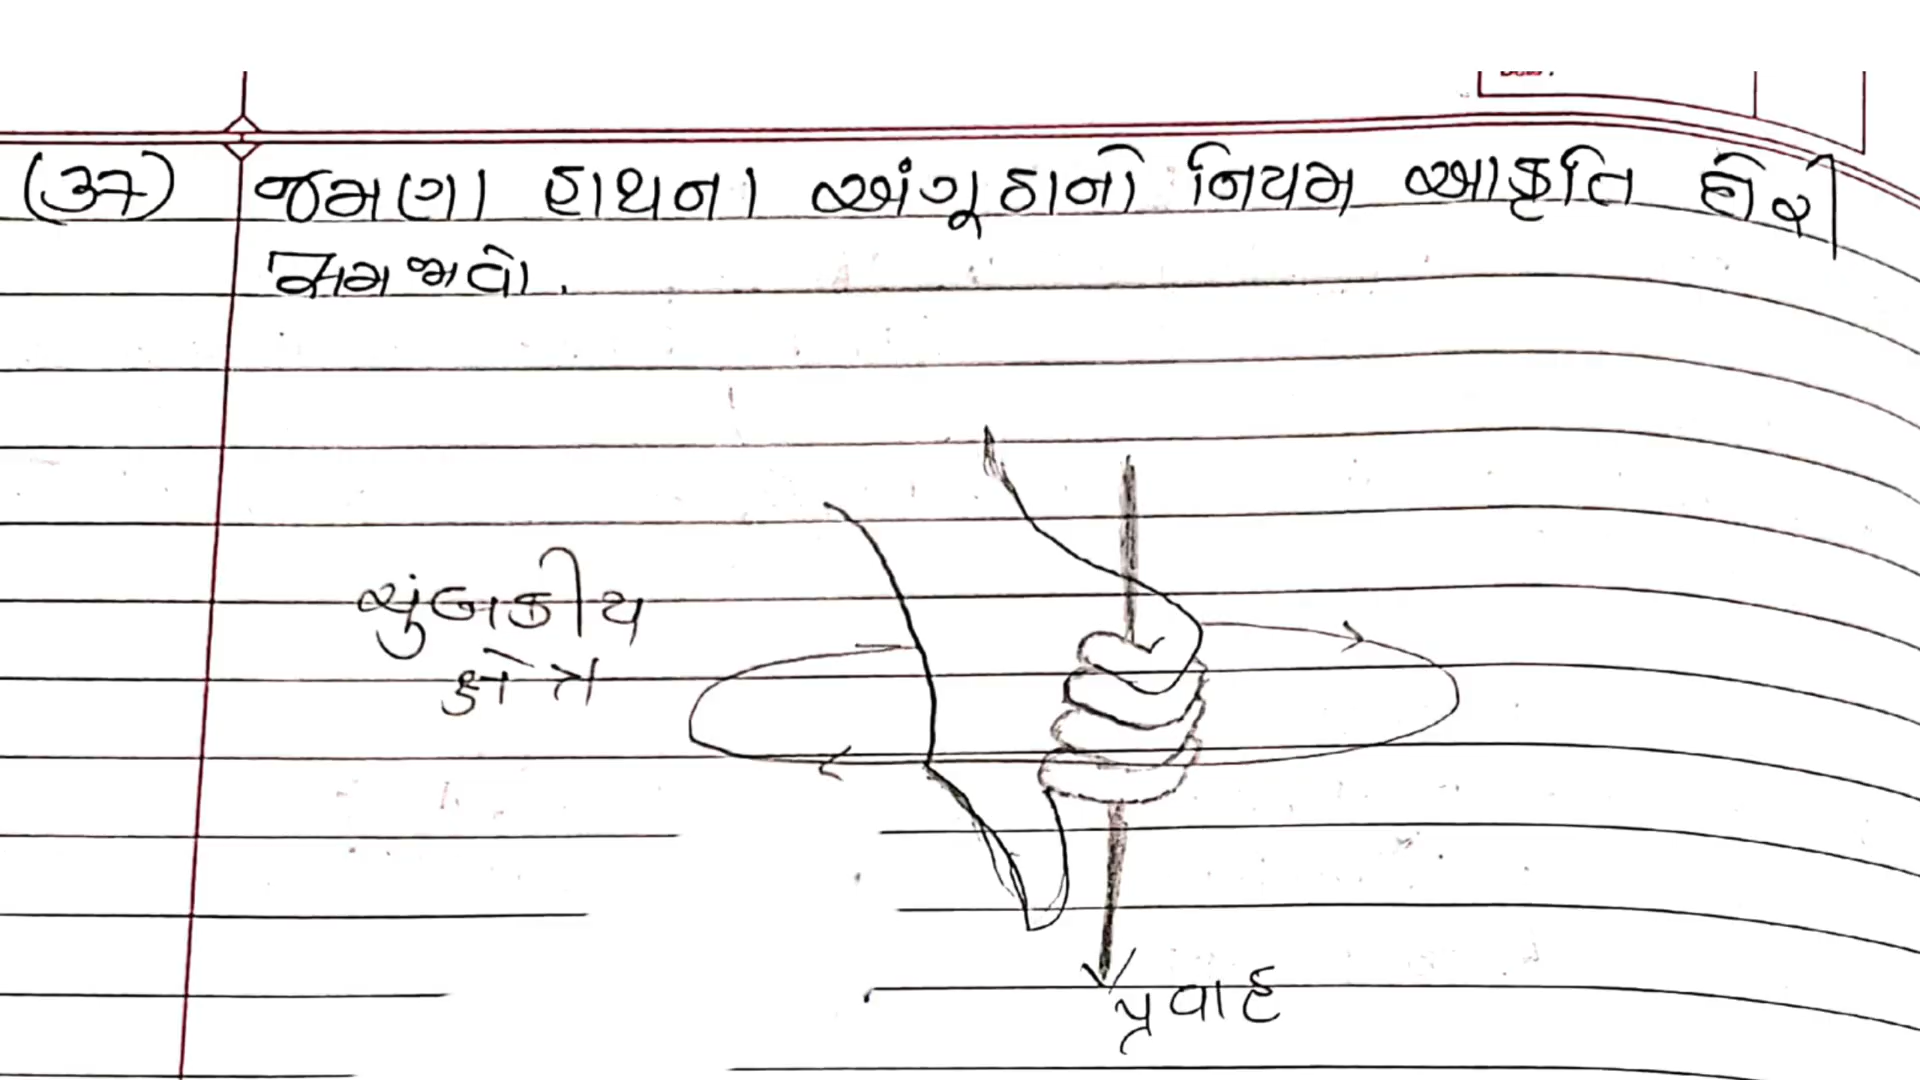 (37) જમણા હાથના અંગૂઠાનો નિયમ આકૃતિ દોરી
સમજાવો.
ચુંબકીય
ક્ષેત્ર
પ્રવાહ